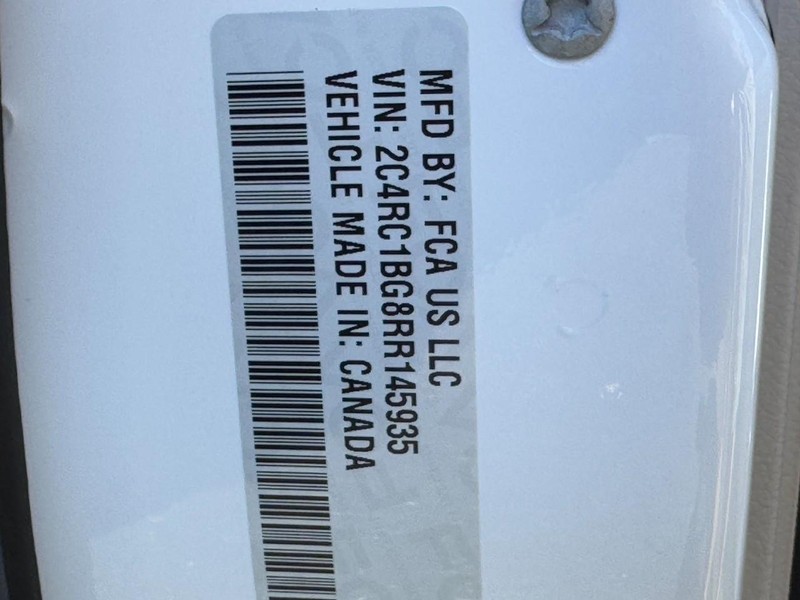 MFD BY: FCA US LLC
VIN: 2C4RC1BG8RR145935
VEHICLE MADE IN: CANADA